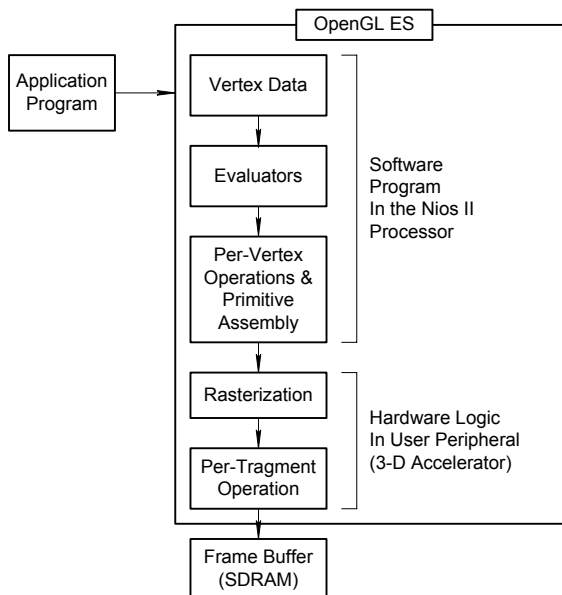 OpenGL ES
Application
Program
Vertex Data
Evaluators
Per-Vertex
Operations &
Primitive
Assembly
Software
Program
In the Nios II
Processor
Rasterization
Per-Tragment
Operation
Hardware Logic
In User Peripheral
(3-D Accelerator)
Frame Buffer
(SDRAM)